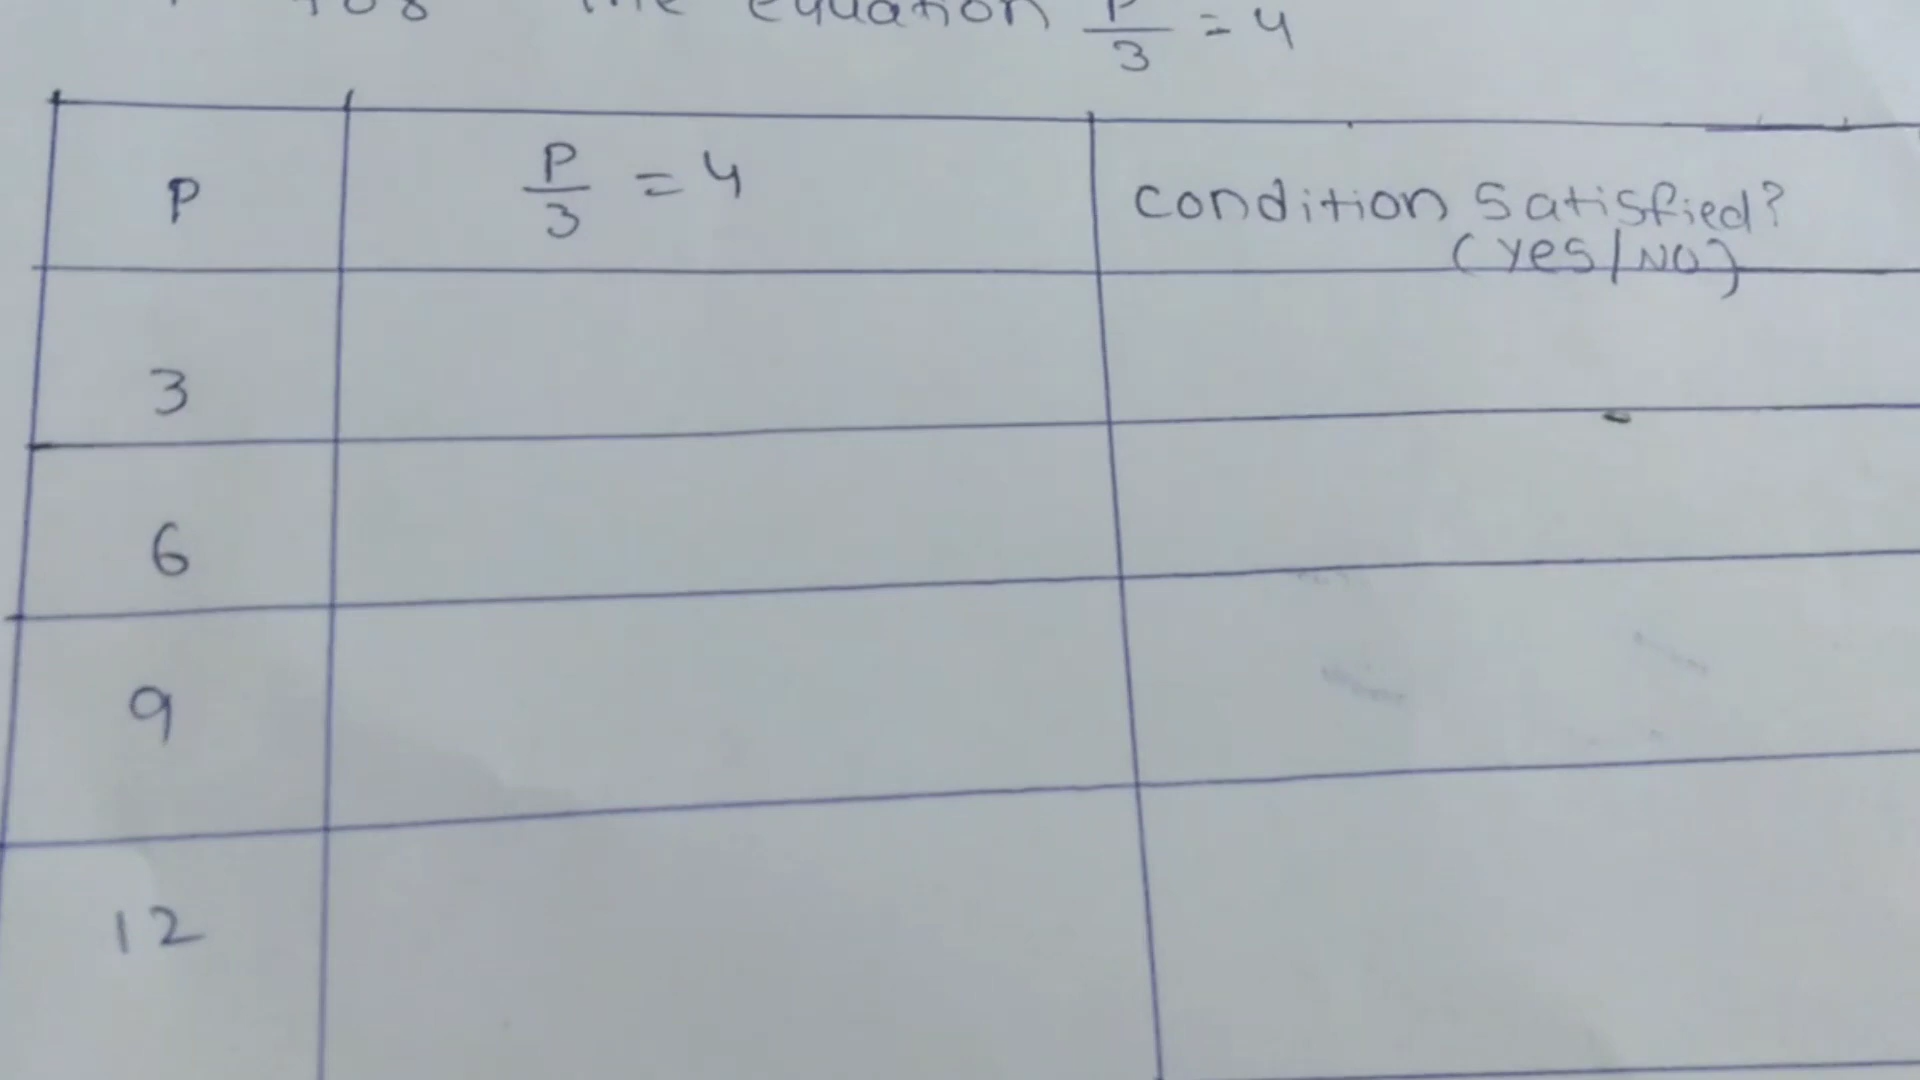 the equation P/3 = 4
P | P/3 = 4 | condition Satisfied?
(Yes/No)
3
6
9
12